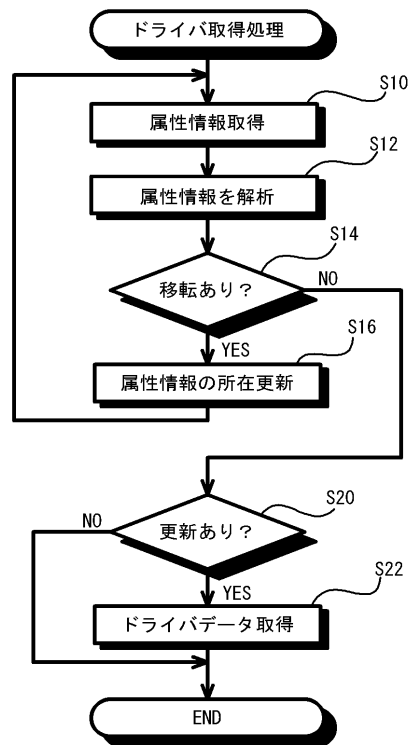 ドライバ取得処理
S10
属性情報取得
S12
属性情報を解析
S14
移転あり？
NO
YES
S16
属性情報の所在更新
S20
NO
更新あり？
YES
S22
ドライバデータ取得
END